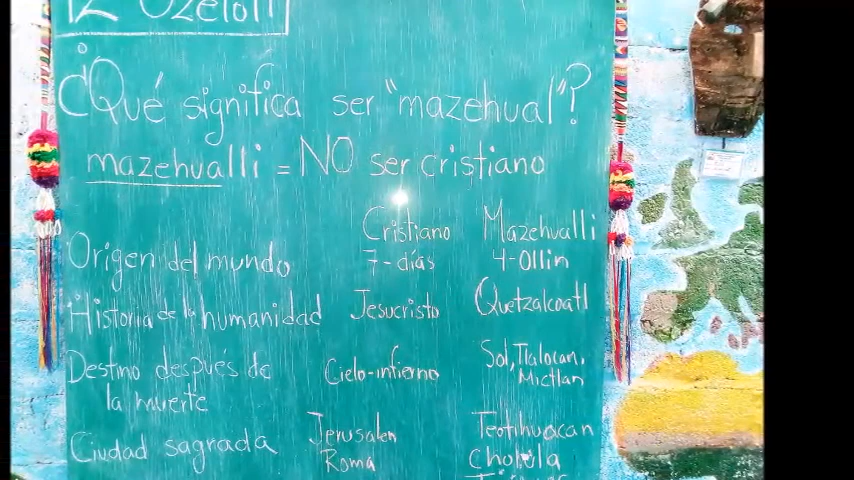 12 Ozelotl
¿Qué significa ser "mazehual"?
mazehualli = NO ser cristiano
Cristiano Mazehualli
Origen del mundo 7-días 4-Ollin
Historia de la humanidad Jesucristo Quetzalcoatl
Destino después de Cielo-infierno Sol, Tlalocan,
la muerte Mictlan
Ciudad sagrada Jerusalen Teotihuacan
Roma Cholula